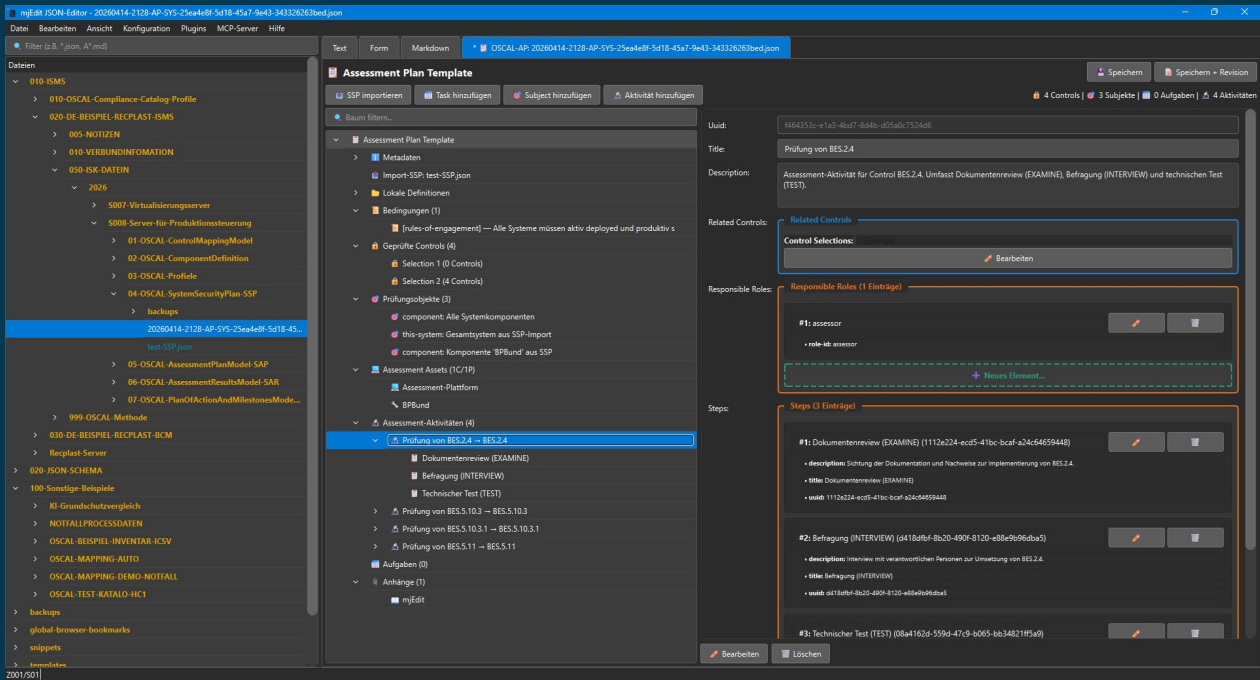 mjEdit JSON-Editor - 20260414-2128-AP-SYS-25ea4e8f-5d18-45a7-9e43-343326263bed.json
Datei Bearbeiten Ansicht Konfiguration Plugins MCP-Server Hilfe
Filter (z.B. *.json, A*.md)
Dateien
010-ISMS
010-OSCAL-Compliance-Catalog-Profile
020-DE-BEISPIEL-RECPLAST-ISMS
005-NOTIZEN
010-VERBUNDINFOMATION
050-ISK-DATEIN
2026
S007-Virtualisierungsserver
S008-Server-für-Produktionssteuerung
01-OSCAL-ControlMappingModel
02-OSCAL-ComponentDefinition
03-OSCAL-Profiele
04-OSCAL-SystemSecurityPlan-SSP
backups
20260414-2128-AP-SYS-25ea4e8f-5d18-45...
test-SSP.json
05-OSCAL-AssessmentPlanModel-SAP
06-OSCAL-AssessmentResultsModel-SAR
07-OSCAL-PlanOfActionAndMilestonesMode...
999-OSCAL-Methode
030-DE-BEISPIEL-RECPLAST-BCM
Recplast-Server
020-JSON-SCHEMA
100-Sonstige-Beispiele
KI-Grundschutzvergleich
NOTFALLPROCESSDATEN
OSCAL-BEISPIEL-INVENTAR-ICSV
OSCAL-MAPPING-AUTO
OSCAL-MAPPING-DEMO-NOTFALL
OSCAL-TEST-KATALO-HC1
backups
global-browser-bookmarks
snippets
templates
Z001/S01
Text Form Markdown * OSCAL-AP: 20260414-2128-AP-SYS-25ea4e8f-5d18-45a7-9e43-343326263bed.json
Assessment Plan Template
Speichern Speichern + Revision
SSP importieren Task hinzufügen Subject hinzufügen Aktivität hinzufügen
4 Controls | 3 Subjekte | 0 Aufgaben | 4 Aktivitäten
Baum filtern...
Assessment Plan Template
Metadaten
Import-SSP: test-SSP.json
Lokale Definitionen
Bedingungen (1)
[rules-of-engagement] — Alle Systeme müssen aktiv deployed und produktiv s
Geprüfte Controls (4)
Selection 1 (0 Controls)
Selection 2 (4 Controls)
Prüfungsobjekte (3)
component: Alle Systemkomponenten
this-system: Gesamtsystem aus SSP-Import
component: Komponente 'BPBund' aus SSP
Assessment Assets (1C/1P)
Assessment-Plattform
BPBund
Assessment-Aktivitäten (4)
Prüfung von BES.2.4 → BES.2.4
Dokumentenreview (EXAMINE)
Befragung (INTERVIEW)
Technischer Test (TEST)
Prüfung von BES.5.10.3 → BES.5.10.3
Prüfung von BES.5.10.3.1 → BES.5.10.3.1
Prüfung von BES.5.11 → BES.5.11
Aufgaben (0)
Anhänge (1)
mjEdit
Uuid: f464353c-e1a3-4bd7-8d4b-d05a0c7524d6
Title: Prüfung von BES.2.4
Description: Assessment-Aktivität für Control BES.2.4. Umfasst Dokumentenreview (EXAMINE), Befragung (INTERVIEW) und technischen Test
(TEST).
Related Controls: Related Controls
Control Selections:
Bearbeiten
Responsible Roles: Responsible Roles (1 Einträge)
#1: assessor
• role-id: assessor
+ Neues Element...
Steps: Steps (3 Einträge)
#1: Dokumentenreview (EXAMINE) (1112e224-ecd5-41bc-bcaf-a24c64659448)
• description: Sichtung der Dokumentation und Nachweise zur Implementierung von BES.2.4.
• title: Dokumentenreview (EXAMINE)
• uuid: 1112e224-ecd5-41bc-bcaf-a24c64659448
#2: Befragung (INTERVIEW) (d418dfbf-8b20-490f-8120-e88e9b96dba5)
• description: Interview mit verantwortlichen Personen zur Umsetzung von BES.2.4.
• title: Befragung (INTERVIEW)
• uuid: d418dfbf-8b20-490f-8120-e88e9b96dba5
#3: Technischer Test (TEST) (08a4162d-559d-47c9-b065-bb34821ff5a9)
Bearbeiten Löschen